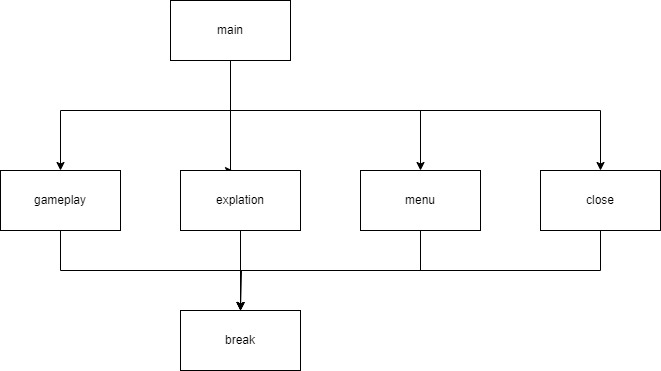 main
gameplay
explation
menu
close
break